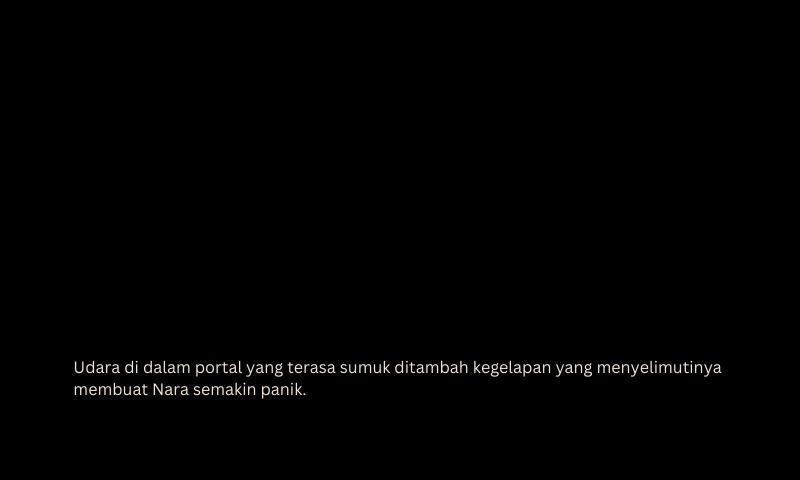 Udara di dalam portal yang terasa sumuk ditambah kegelapan yang menyelimutinya
membuat Nara semakin panik.